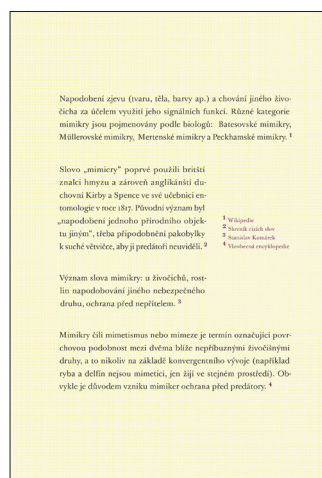 Napodobení zjevu (tvaru, těla, barvy ap.) a chování jiného živo-
čicha za účelem využití jeho signálních funkcí. Různé kategorie
mimikry jsou pojmenovány podle biologů: Batesovské mimikry,
Müllerovské mimikry, Mertenské mimikry a Peckhamské mimikry. 1
Slovo „mimicry" poprvé použili britští
znalci hmyzu a zároveň anglikánští du-
chovní Kirby a Spence ve své učebnici en-
tomologie v roce 1817. Původní význam byl
„napodobení jednoho přírodního objek-
tu jiným", třeba připodobnění pakobylky
k suché větvičce, aby ji predátoři neuviděli. 2
1 Wikipedie
2 Slovník cizích slov
3 Stanislav Komárek
4 Všeobecná encyklopedie
Význam slova mimikry: u živočichů, rost-
lin napodobování jiného nebezpečného
druhu, ochrana před nepřítelem. 3
Mimikry čili mimetismus nebo mimeze je termín označující povr-
chovou podobnost mezi dvěma blíže nepříbuznými živočišnými
druhy, a to nikoliv na základě konvergentního vývoje (například
ryba a delfín nejsou mimetici, jen žijí ve stejném prostředí). Ob-
vykle je důvodem vzniku mimiker ochrana před predátory. 4